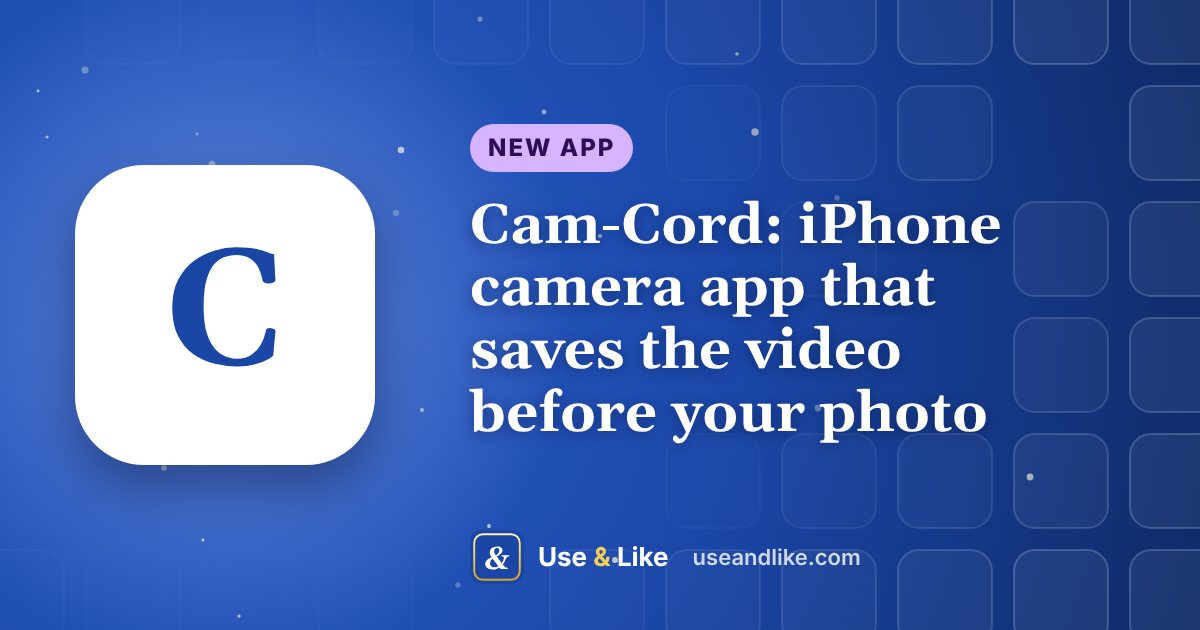 C
NEW APP
Cam-Cord: iPhone
camera app that
saves the video
before your photo
& Use & Like useandlike.com